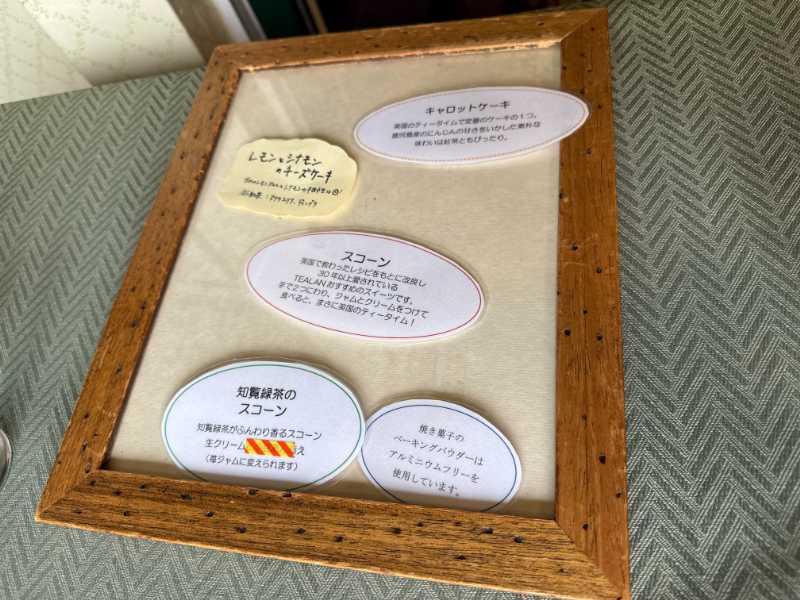 キャロットケーキ
英国のティータイムで定番のケーキの1つ。
鹿児島産のにんじんの甘さをいかした素朴な
味わいは紅茶ともぴったり。
レモンとシナモン
のチーズケーキ
スコーン
英国で教わったレシピをもとに改良し
30年以上愛されている
TEALANおすすめのスイーツです。
手で2つにわり、ジャムとクリームをつけて
食べると、まさに英国のティータイム！
知覧緑茶の
スコーン
知覧緑茶がふんわり香るスコーン
生クリーム
え
（苺ジャムに変えられます）
焼き菓子の
ベーキングパウダーは
アルミニウムフリーを
使用しています。